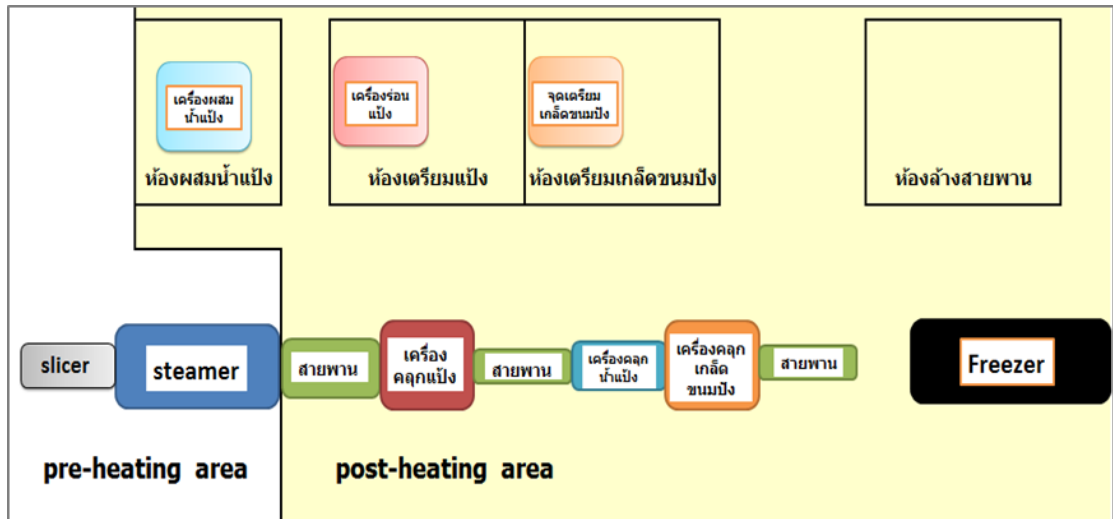 เครื่องผสม
น้ำแป้ง
เครื่องร่อน
แป้ง
จุดเตรียม
เกล็ดขนมปัง
ห้องผสมน้ำแป้ง
ห้องเตรียมแป้ง
ห้องเตรียมเกล็ดขนมปัง
ห้องล้างสายพาน
slicer
steamer
สายพาน
เครื่อง
คลุกแป้ง
สายพาน
เครื่องคลุก
น้ำแป้ง
เครื่องคลุก
เกล็ด
ขนมปัง
สายพาน
Freezer
pre-heating area
post-heating area